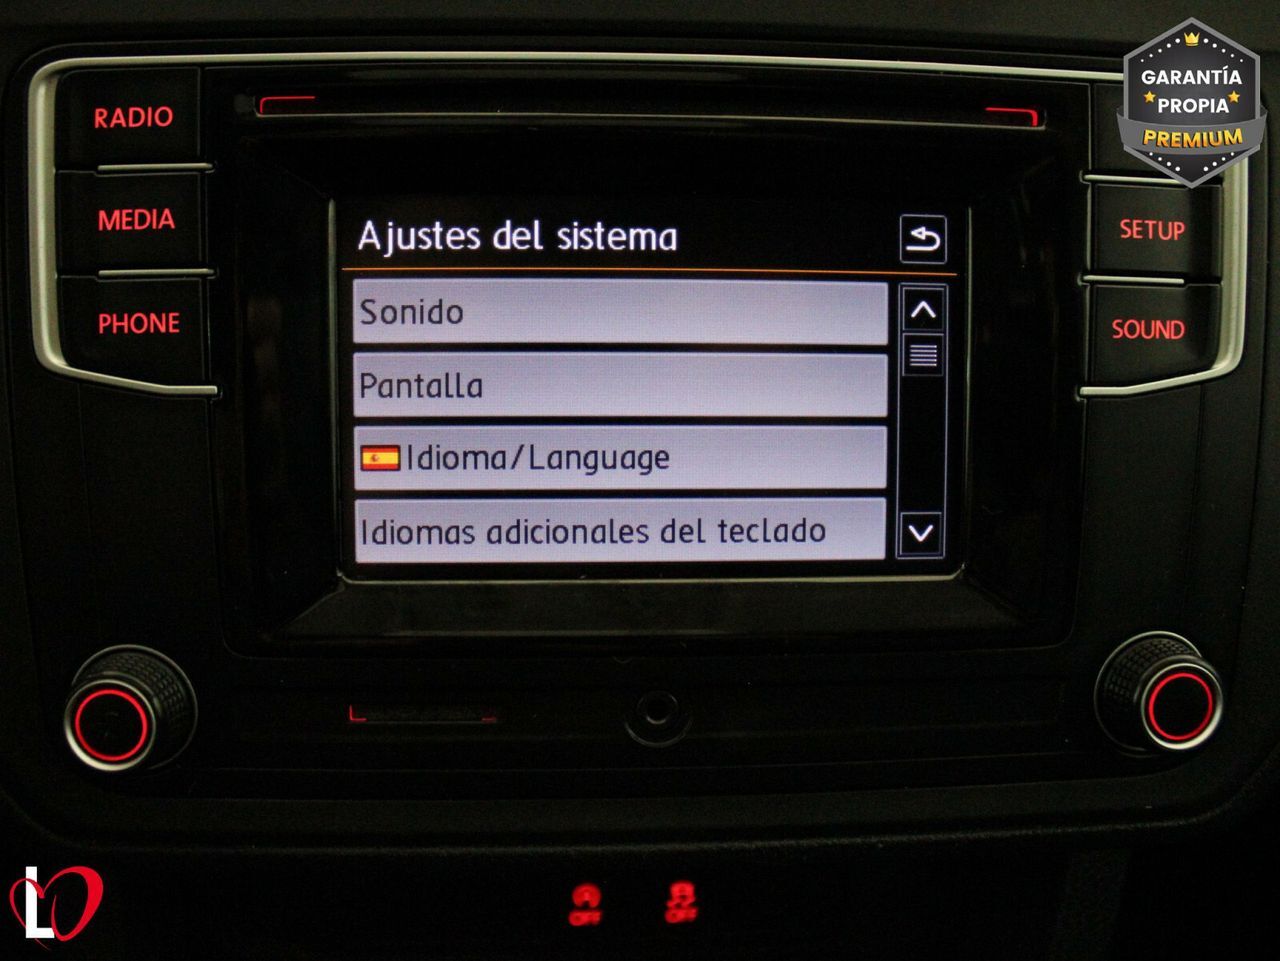 RADIO
MEDIA
PHONE
GARANTÍA
PROPIA
PREMIUM
SETUP
SOUND
Ajustes del sistema
Sonido
Pantalla
Idioma/Language
Idiomas adicionales del teclado
OFF
OFF
L